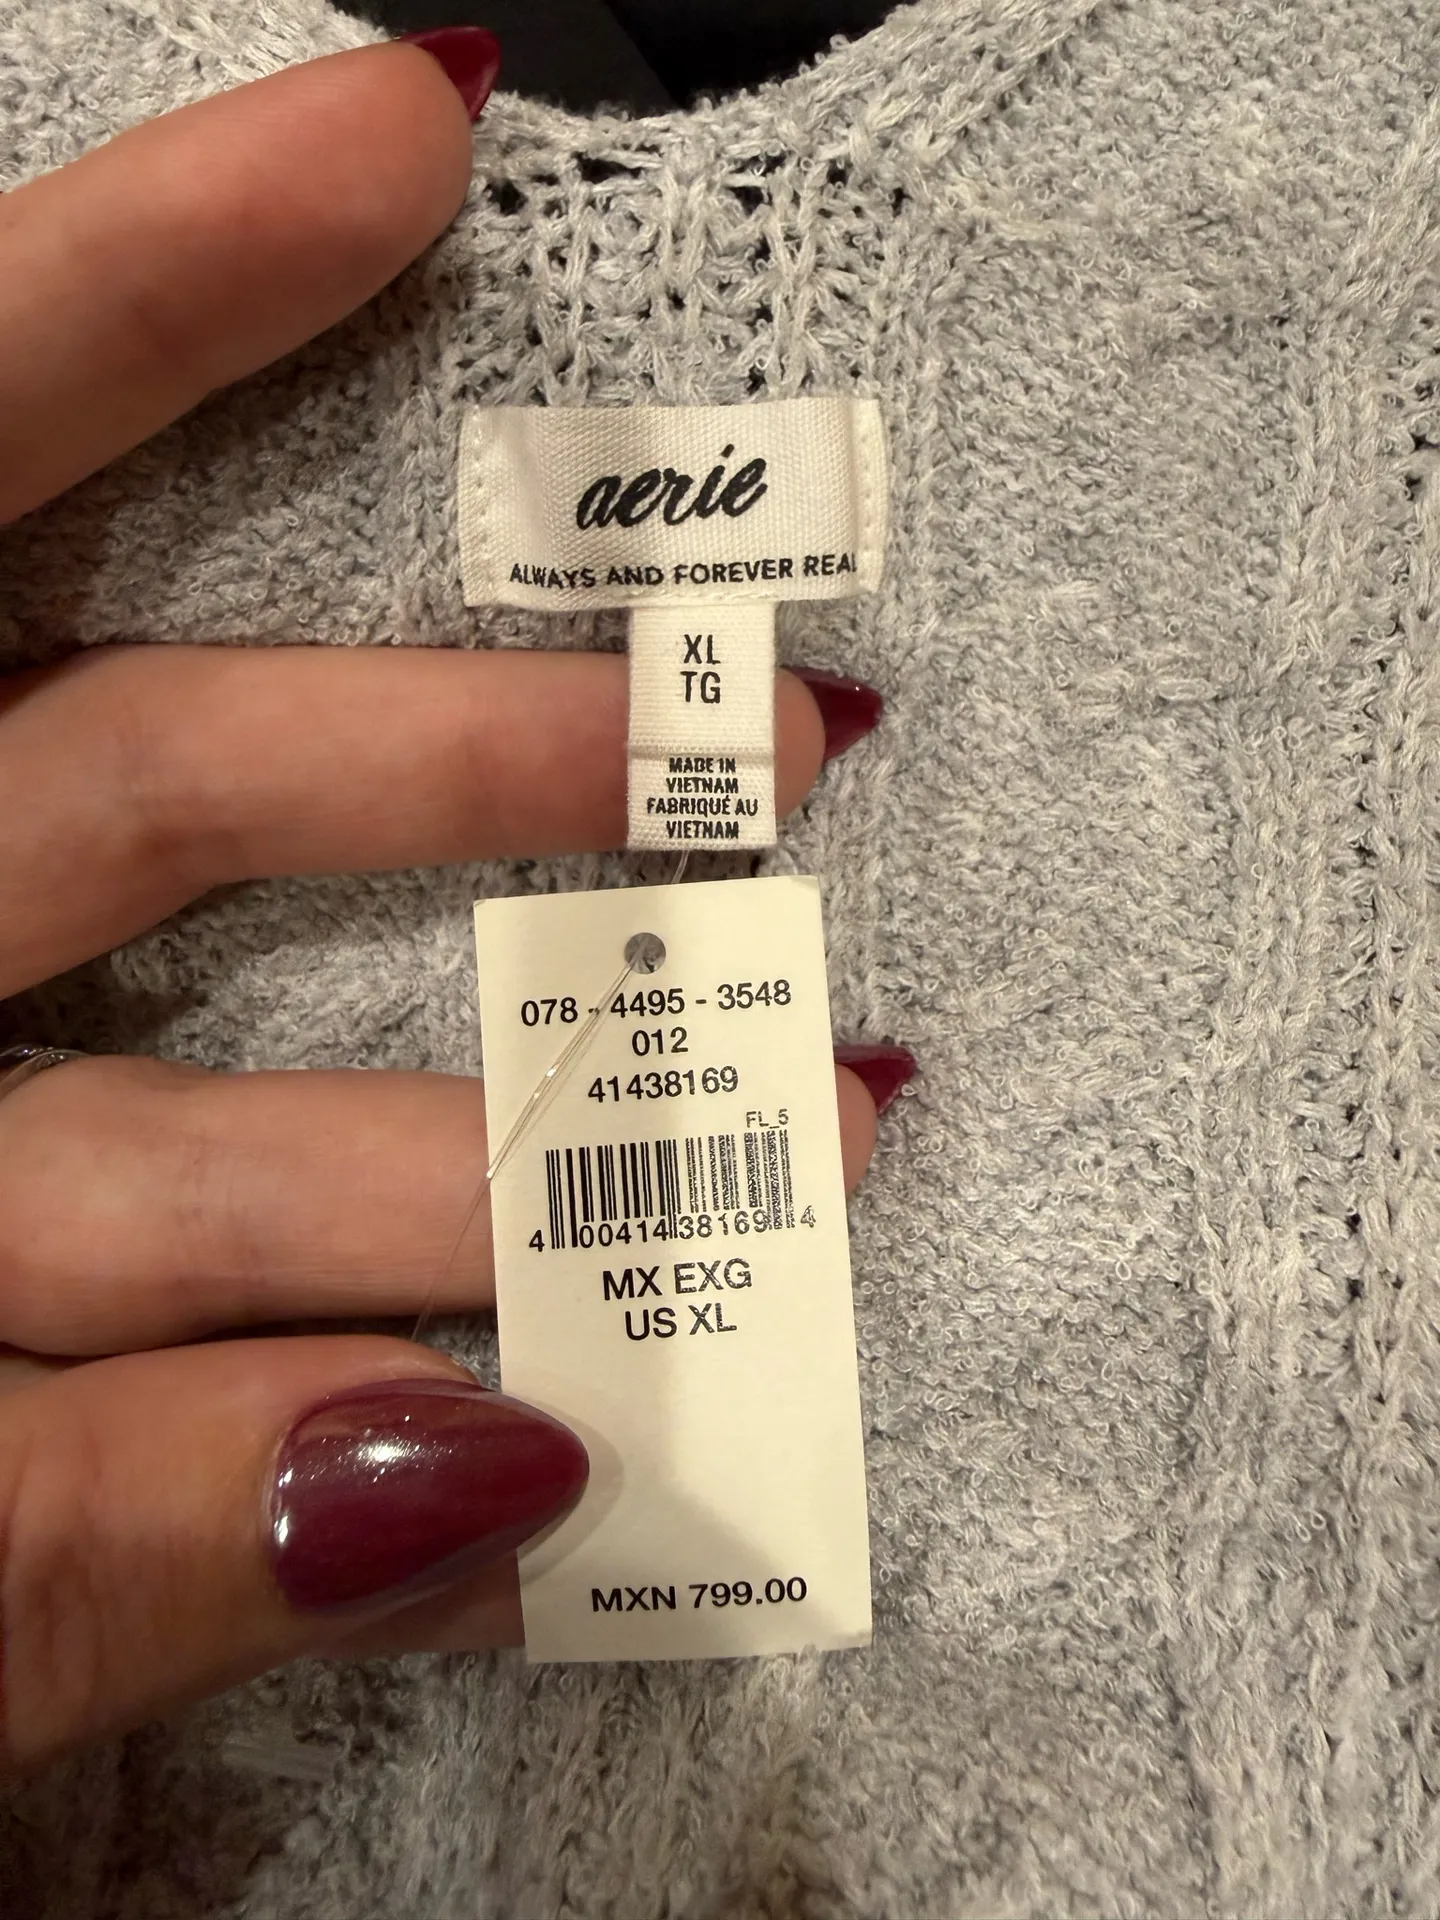 aerie
ALWAYS AND FOREVER REAL
XL
TG
MADE IN
VIETNAM
FABRIQUÉ AU
VIETNAM
078 - 4495 - 3548
012
41438169
FL_5
4 00414 38169 4
MX EXG
US XL
MXN 799.00